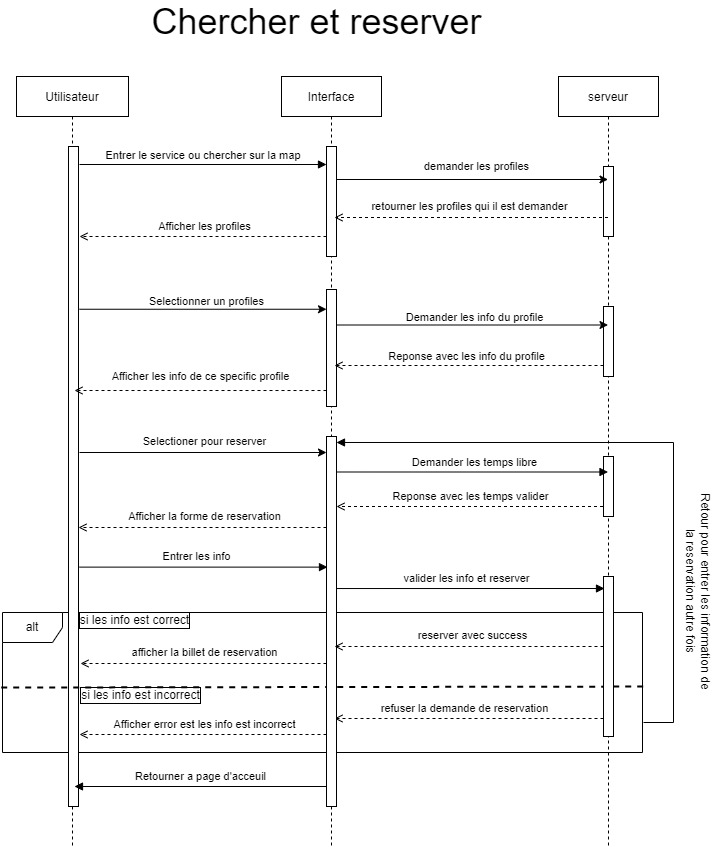 Chercher et reserver
Utilisateur
Interface
serveur
Entrer le service ou chercher sur la map
demander les profiles
retourner les profiles qui il est demander
Afficher les profiles
Selectionner un profiles
Demander les info du profile
Reponse avec les info du profile
Afficher les info de ce specific profile
Selectioner pour reserver
Demander les temps libre
Reponse avec les temps valider
Afficher la forme de reservation
Entrer les info
valider les info et reserver
Retour pour entrer les information de
la reservation autre fois
alt
si les info est correct
reserver avec success
afficher la billet de reservation
si les info est incorrect
refuser la demande de reservation
Afficher error est les info est incorrect
Retourner a page d'acceuil